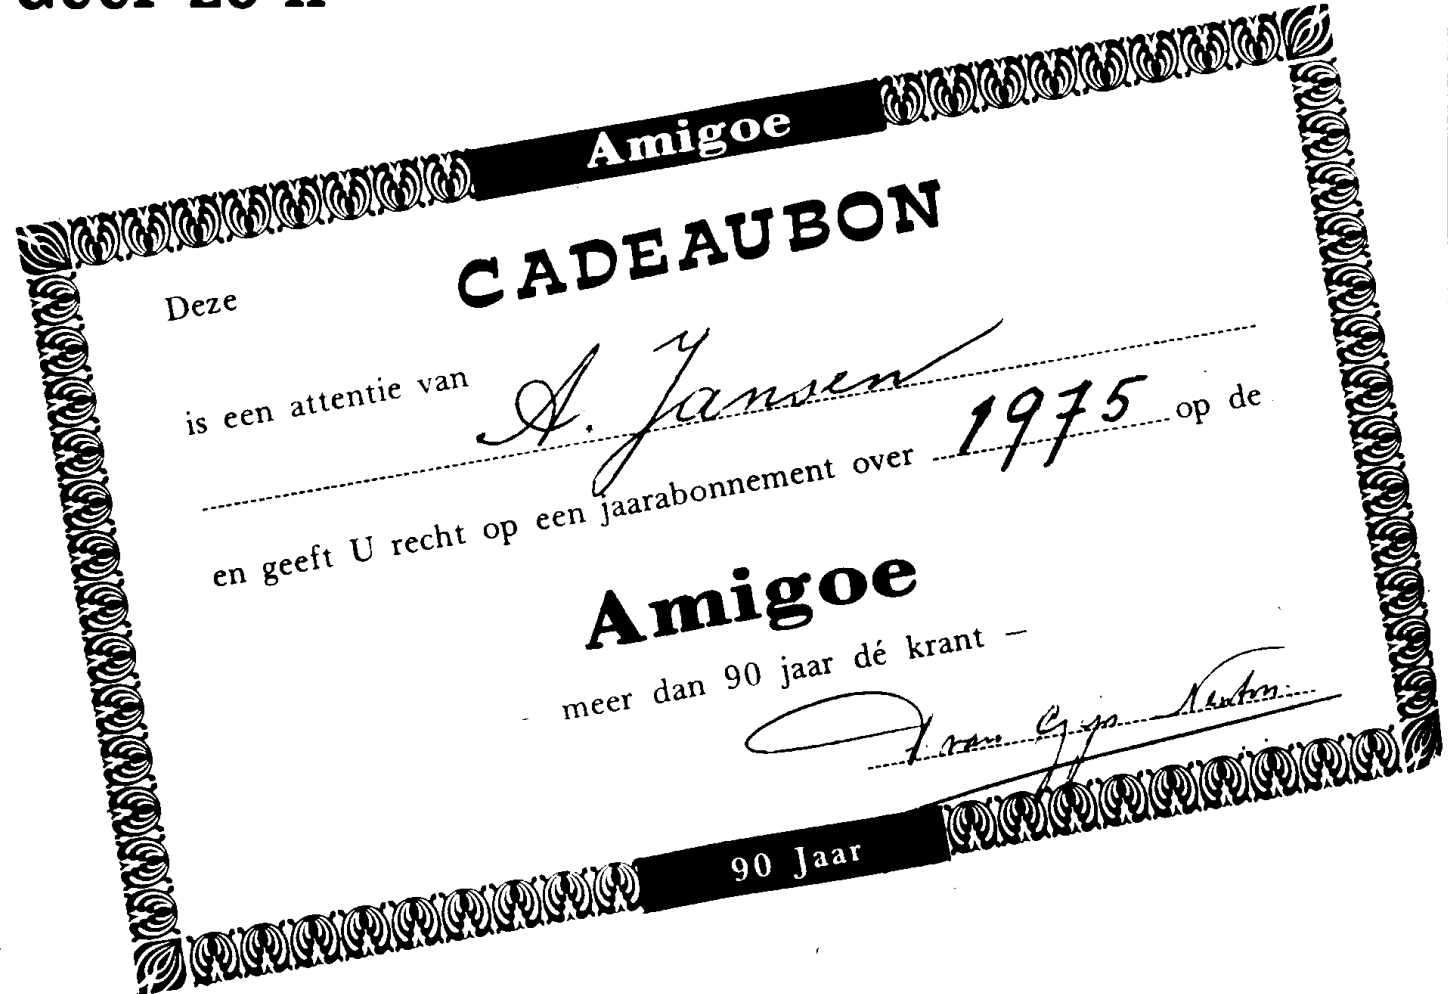 Amigoe
Deze CADEAUBON
is een attentie van A. Jansen
en geeft U recht op een jaarabonnement over 1975 op de
Amigoe
- meer dan 90 jaar dé krant –
90 Jaar